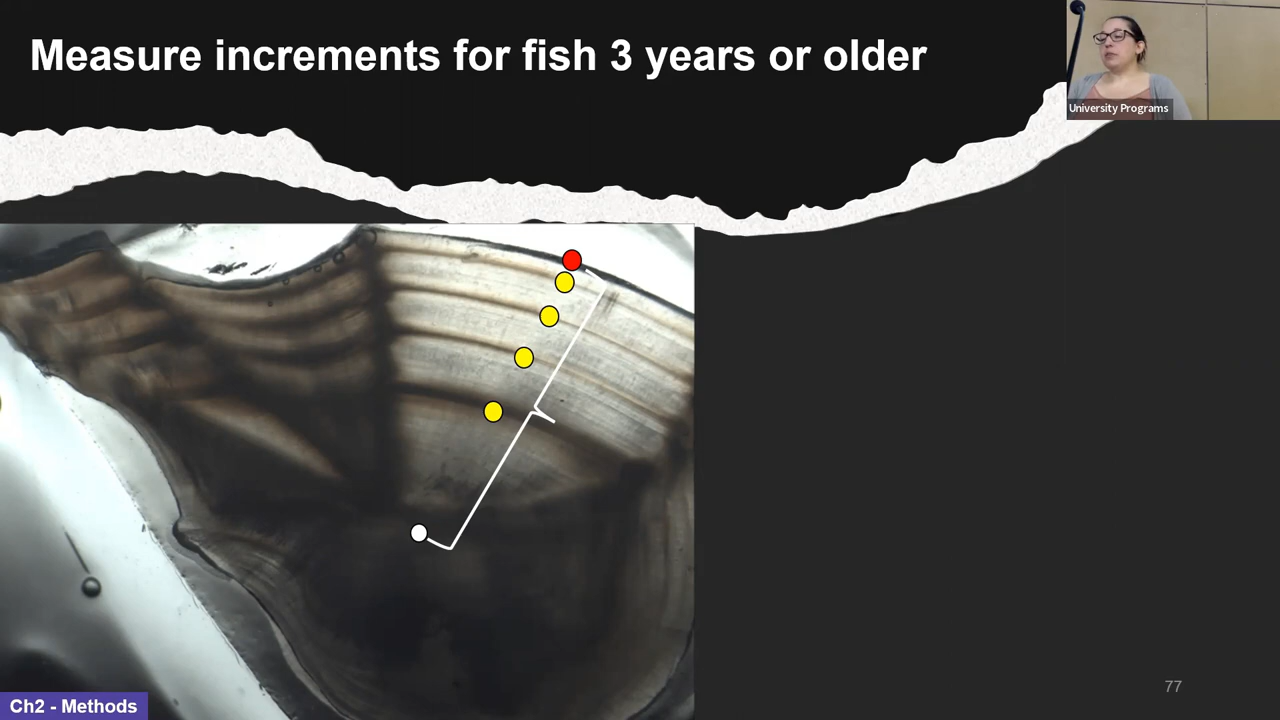 Measure increments for fish 3 years or older
University Programs
77
Ch2 - Methods